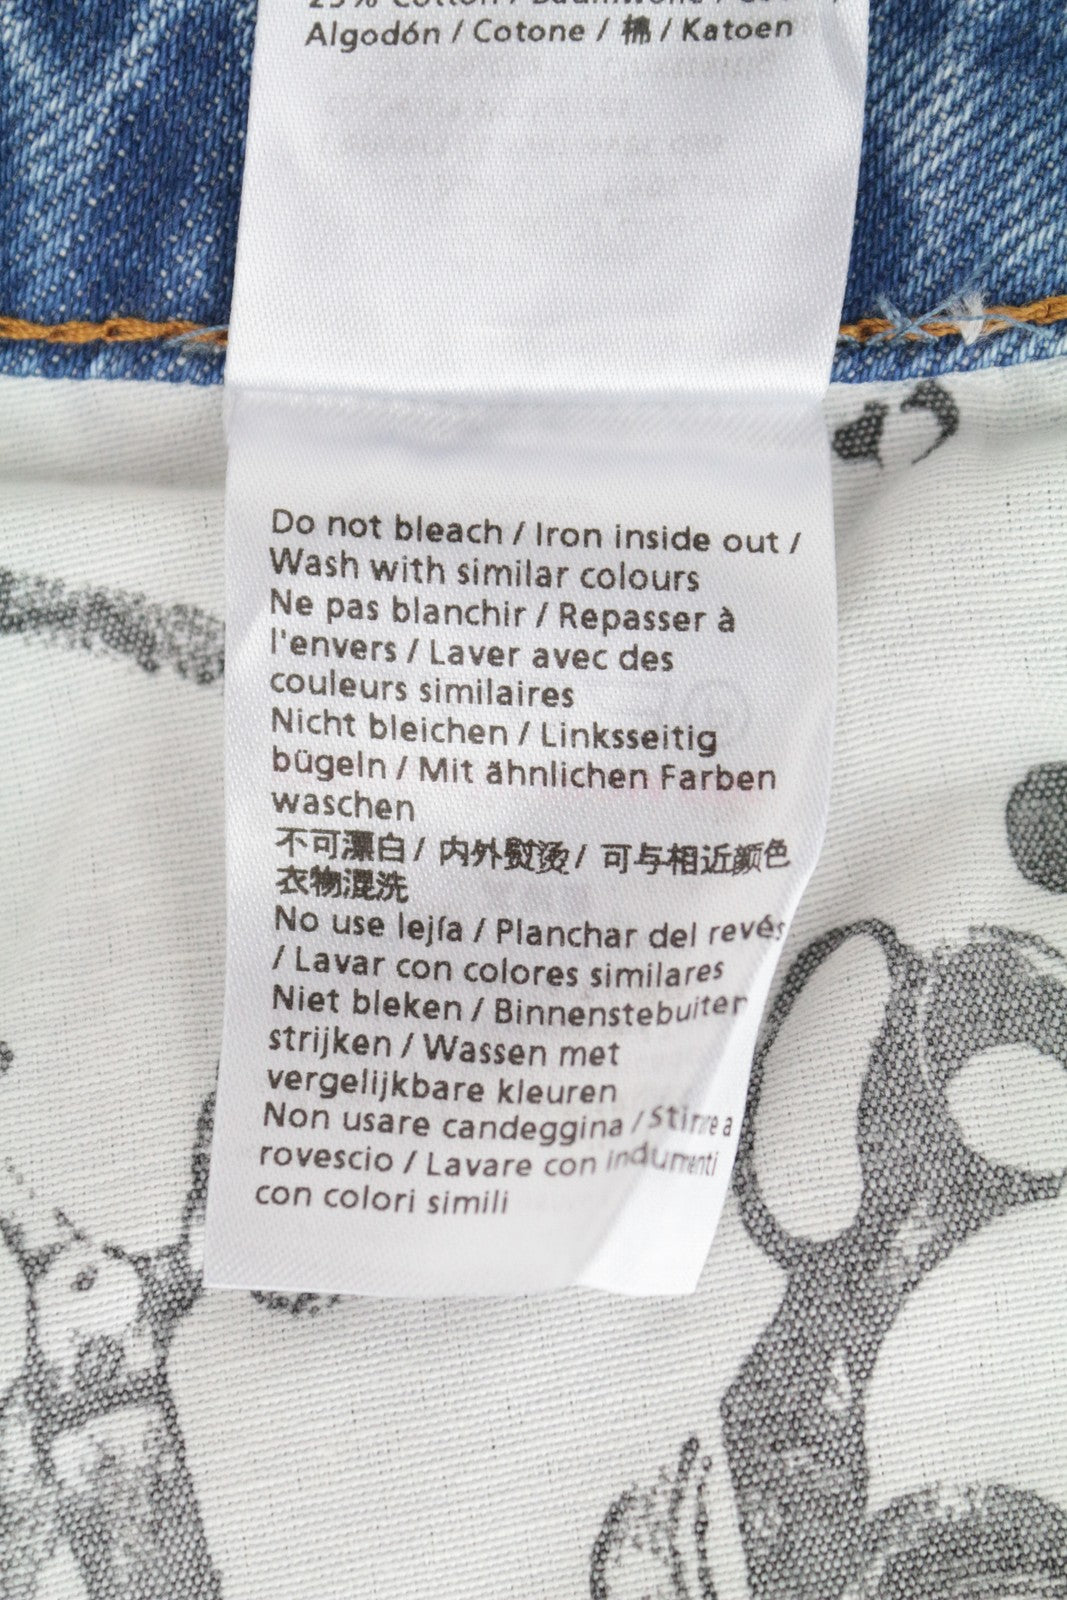 Cotton /
Algodón / Cotone / 棉 / Katoen
Do not bleach / Iron inside out /
Wash with similar colours
Ne pas blanchir / Repasser à
l'envers / Laver avec des
couleurs similaires
Nicht bleichen / Linksseitig
bügeln / Mit ähnlichen Farben
waschen
不可漂白 / 内外熨烫 / 可与相近颜色
衣物混洗
No use lejía / Planchar del revés
/ Lavar con colores similares
Niet bleken / Binnenstebuiten
strijken / Wassen met
vergelijkbare kleuren
Non usare candeggina / Stirare a
rovescio / Lavare con indumenti
con colori simili